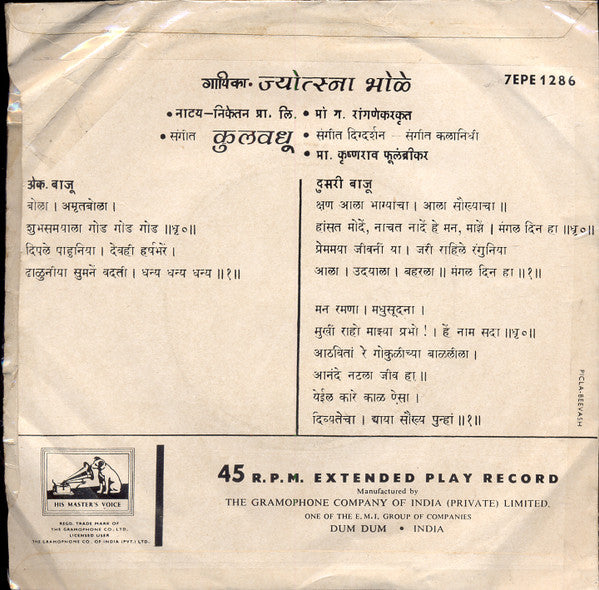 गायिका • ज्योत्स्ना भोळे
7EPE 1286
• नाट्य-निकेतन प्रा. लि. • मो ग. रांगणेकरकृत
• संगीत कुलवधू • संगीत दिग्दर्शन – संगीत कलानिधी
• मा. कृष्णराव फूलंब्रीकर
अेक बाजू
बोला । अमृतबोला ।
शुभसमयाला गोड गोड गोड ॥धृ०॥
दिपले पाहुनिया । देवही हर्षभरें ।
ढाळुनीया सुमनें वदती । धन्य धन्य धन्य ॥१॥
दुसरी बाजू
क्षण आला भाग्याचा । आला सौख्याचा ।
हांसत मोदें, नाचत नादें हे मन, माझें । मंगल दिन हा ॥धृ०॥
प्रेममया जीवनीं या । जरी राहिले रंगुनिया
आला । उदयाला । बहरला ॥ मंगल दिन हा ॥१॥
मन रमणा । मधुसूदना ।
मुखीं राहो माझ्या प्रभो ! । हें नाम सदा ॥धृ०॥
आठवितां रे गोकुळीच्या बाळलीला ।
आनंदे नटला जीव हा ॥
येईल कारे काळ ऐसा ।
दिव्यतेचा । द्याया सौख्य पुन्हां ॥१॥
PICLA-BEEVASH
HIS MASTER'S VOICE
REGD. TRADE MARK OF
THE GRAMOPHONE CO. LTD.
LICENSED USER
THE GRAMOPHONE CO. OF INDIA (PVT.) LTD.
45 R.P.M. EXTENDED PLAY RECORD
Manufactured by
THE GRAMOPHONE COMPANY OF INDIA (PRIVATE) LIMITED.
ONE OF THE E.M.I. GROUP OF COMPANIES
DUM DUM • INDIA